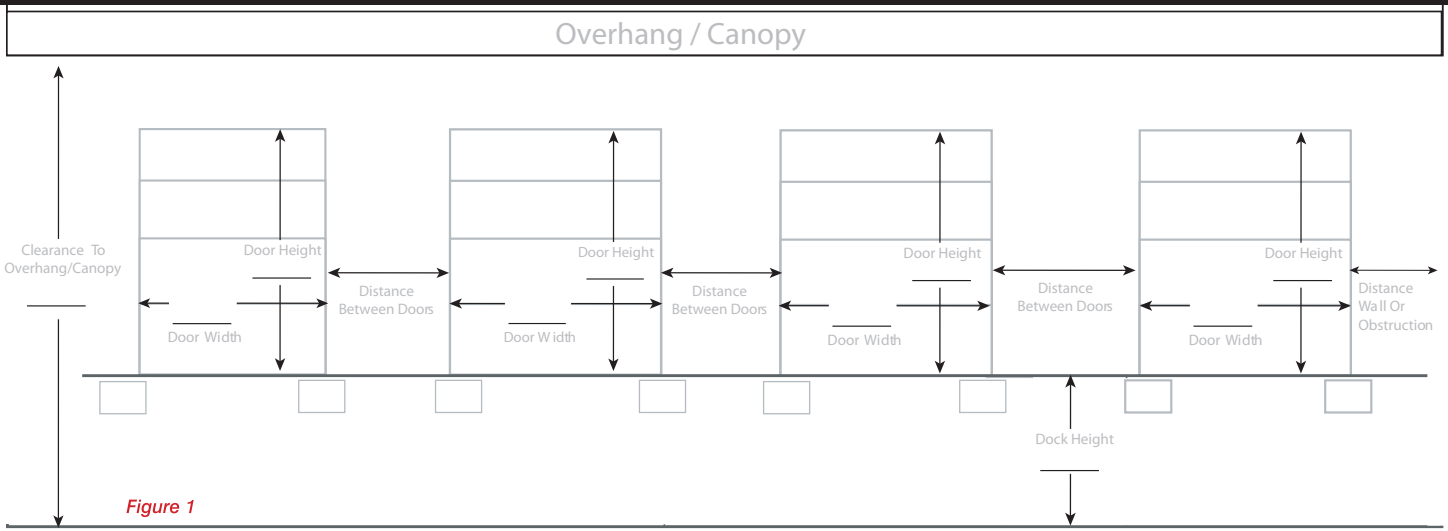 Overhang / Canopy
Clearance To
Overhang/Canopy
Door Height
Door Width
Distance
Between Doors
Door Height
Door Width
Distance
Between Doors
Door Height
Door Width
Distance
Between Doors
Door Height
Door Width
Distance
Wall Or
Obstruction
Dock Height
Figure 1